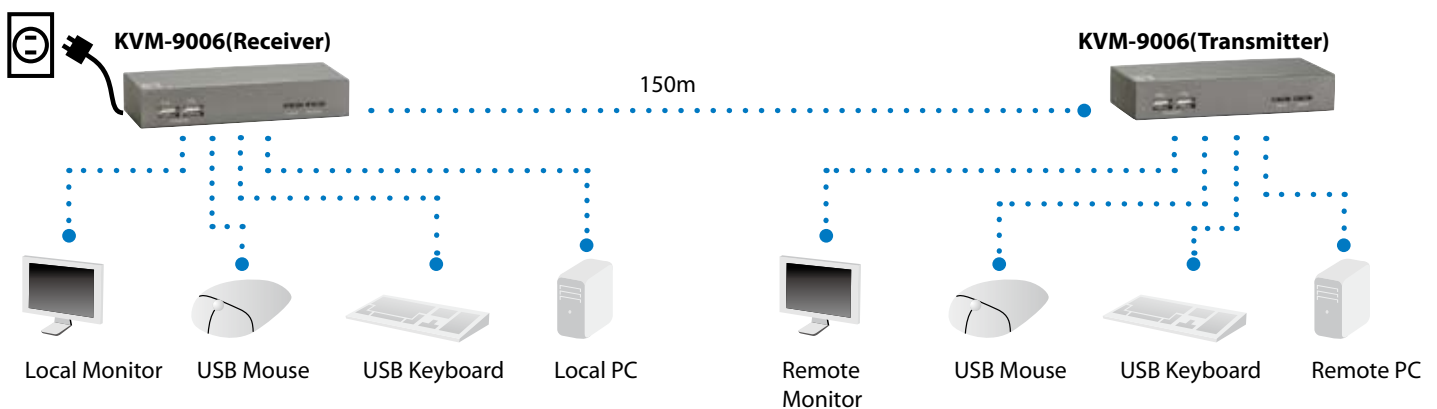 KVM-9006(Receiver)
KVM-9006(Transmitter)
150m
Local Monitor
USB Mouse
USB Keyboard
Local PC
Remote
Monitor
USB Mouse
USB Keyboard
Remote PC